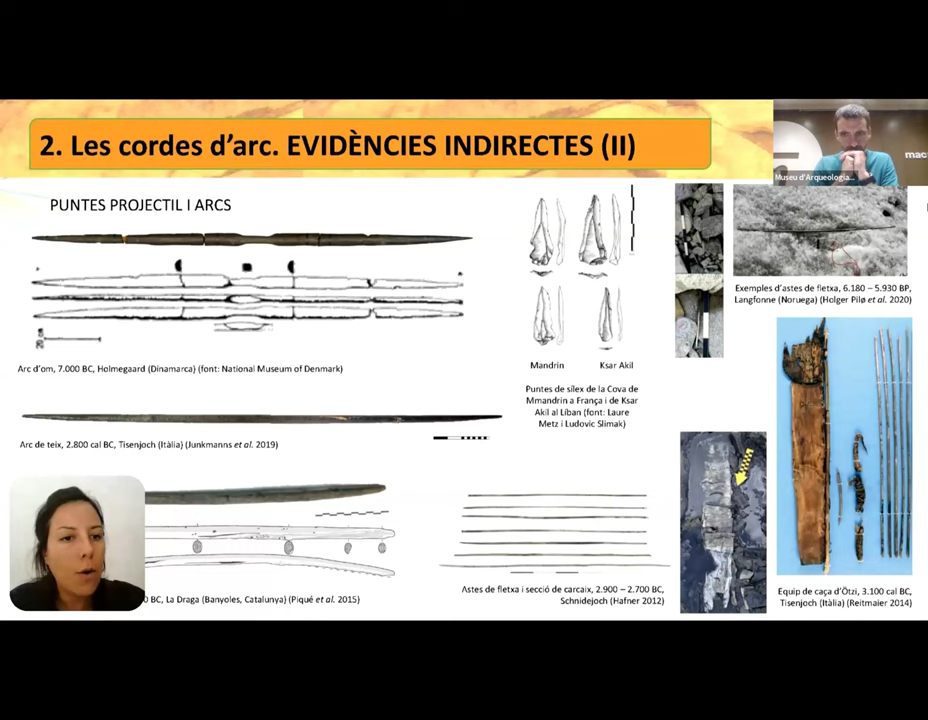 2. Les cordes d'arc. EVIDÈNCIES INDIRECTES (II)
mac
Museu d'Arqueologia...
PUNTES PROJECTIL I ARCS
Arc d'om, 7.000 BC, Holmegaard (Dinamarca) (font: National Museum of Denmark)
Mandrin
Ksar Akil
Puntes de sílex de la Cova de
Mmandrin a França i de Ksar
Akil al Líban (font: Laure
Metz i Ludovic Slimak)
Exemples d'astes de fletxa, 6.180 – 5.930 BP,
Langfonne (Noruega) (Holger Pilø et al. 2020)
Arc de teix, 2.800 cal BC, Tisenjoch (Itàlia) (Junkmanns et al. 2019)
BC, La Draga (Banyoles, Catalunya) (Piqué et al. 2015)
Astes de fletxa i secció de carcaix, 2.900 – 2.700 BC,
Schnidejoch (Hafner 2012)
Equip de caça d'Ötzi, 3.100 cal BC,
Tisenjoch (Itàlia) (Reitmaier 2014)